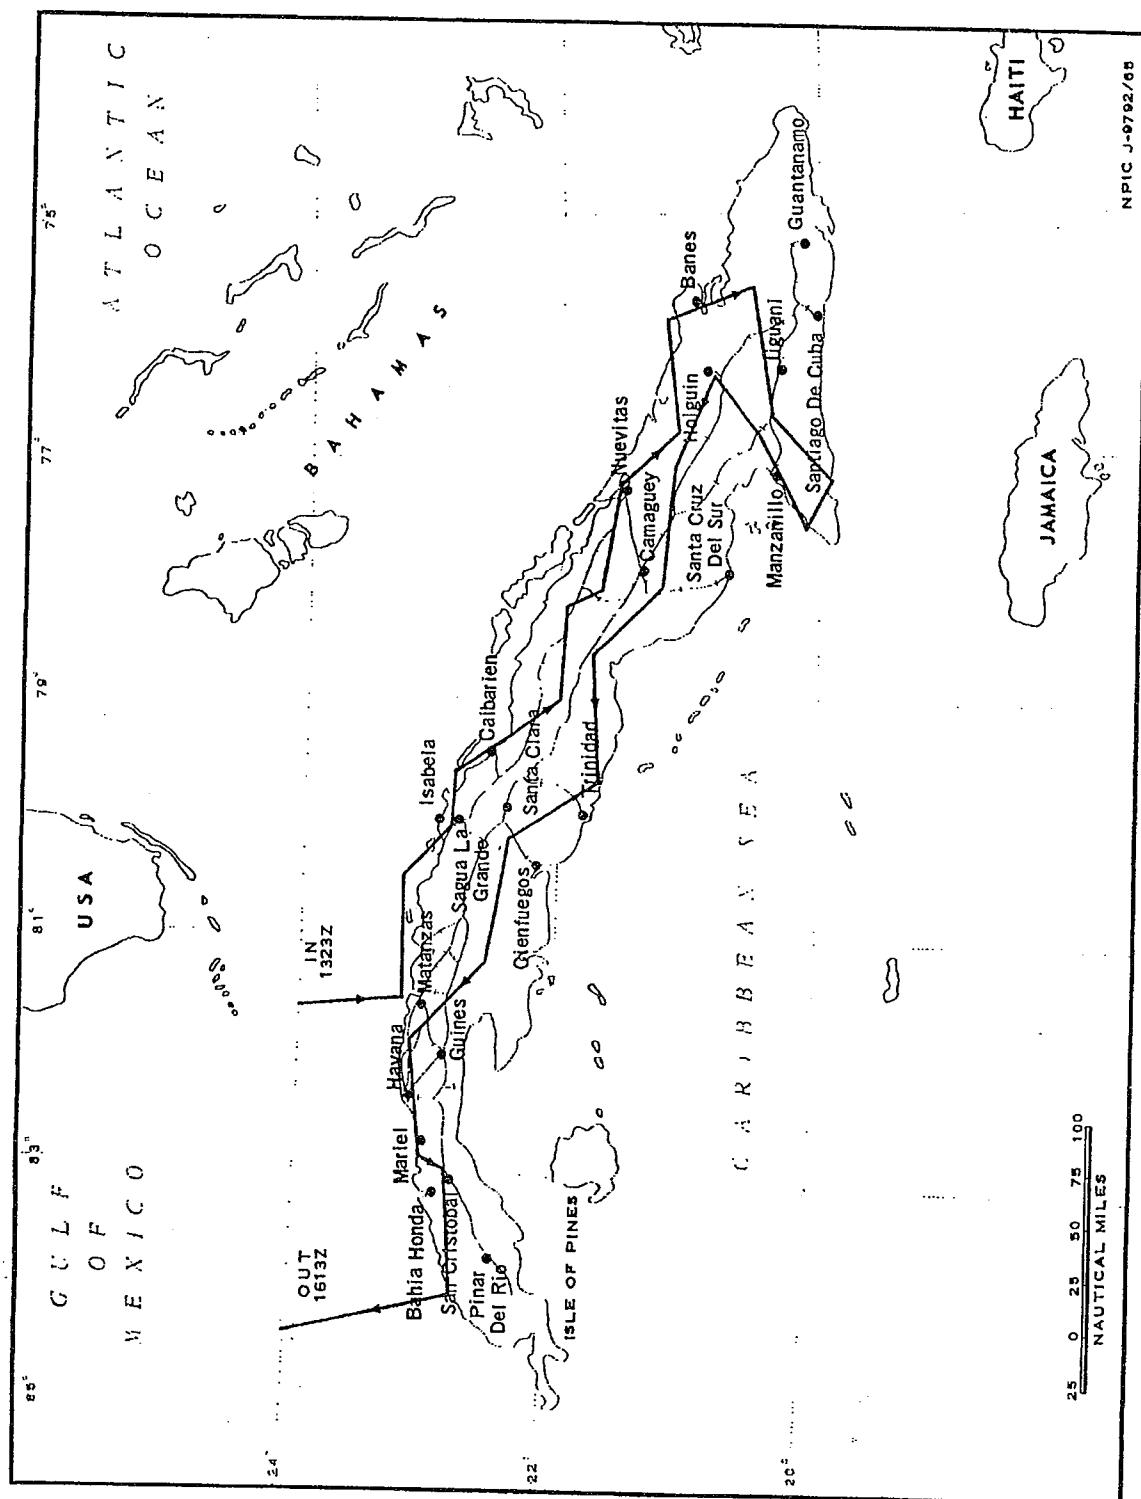 85°
83°
81°
79°
77°
75°
GULF
OF
MEXICO
USA
ATLANTIC
OCEAN
BAHAMAS
OUT
1613Z
IN
1323Z
24°
22°
20°
Bahia Honda
Mariel
Havana
Matanzas
Guines
San Cristobal
Pinar
Del Rio
ISLE OF PINES
Isabela
Sagua La
Grande
Caibarien
Santa Clara
Cienfuegos
Trinidad
Nuevitas
Camaguey
Santa Cruz
Del Sur
Holguin
Banes
Manzanillo
Jiguani
Santiago De Cuba
Guantanamo
CARIBBEAN SEA
JAMAICA
HAITI
25 0 25 50 75 100
NAUTICAL MILES
NPIC J-9792/68